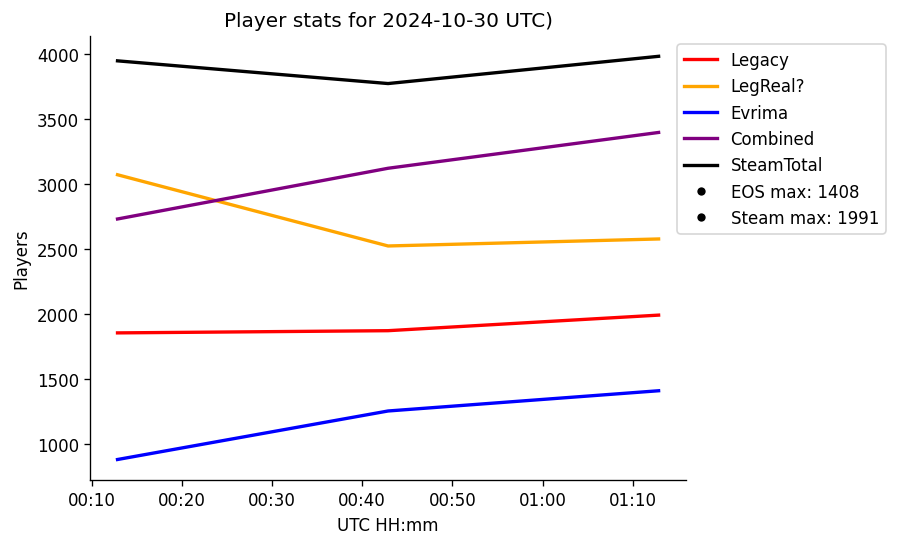 Player stats for 2024-10-30 UTC)
4000
3500
3000
2500
2000
1500
1000
Players
00:10 00:20 00:30 00:40 00:50 01:00 01:10
UTC HH:mm
Legacy
LegReal?
Evrima
Combined
SteamTotal
EOS max: 1408
Steam max: 1991